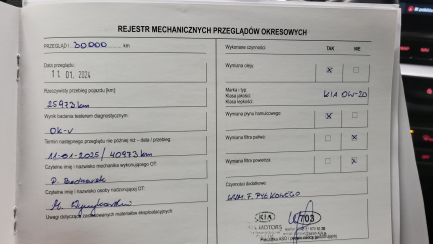 REJESTR MECHANICZNYCH PRZEGLĄDÓW OKRESOWYCH
PRZEGLĄD I : 30000 km
Data przeglądu:
11 01. 2024
Rzeczywisty przebieg pojazdu [km]:
25973 km
Wynik badania testerem diagnostycznym:
OK-V
Termin następnego przeglądu nie później niż – data i przebieg:
11-01-2025/ 40973 km
Czytelne imię i nazwisko mechanika wykonującego OT:
P. Bednarek
Czytelne imię i nazwisko osoby nadzorującej OT:
M.
Uwagi dotyczące zastosowanych materiałów eksploatacyjnych
Wykonane czynności: TAK NIE
Wymiana oleju:
Marka i typ: KIA 0W-20
Klasa jakości:
Klasa lepkości:
Wymiana płynu hamulcowego:
Wymiana filtra paliwa:
Wymiana filtra powietrza:
Czynności dodatkowe:
WYM. F. PYŁKOWEGO
KIA 703
KIA MOTORS